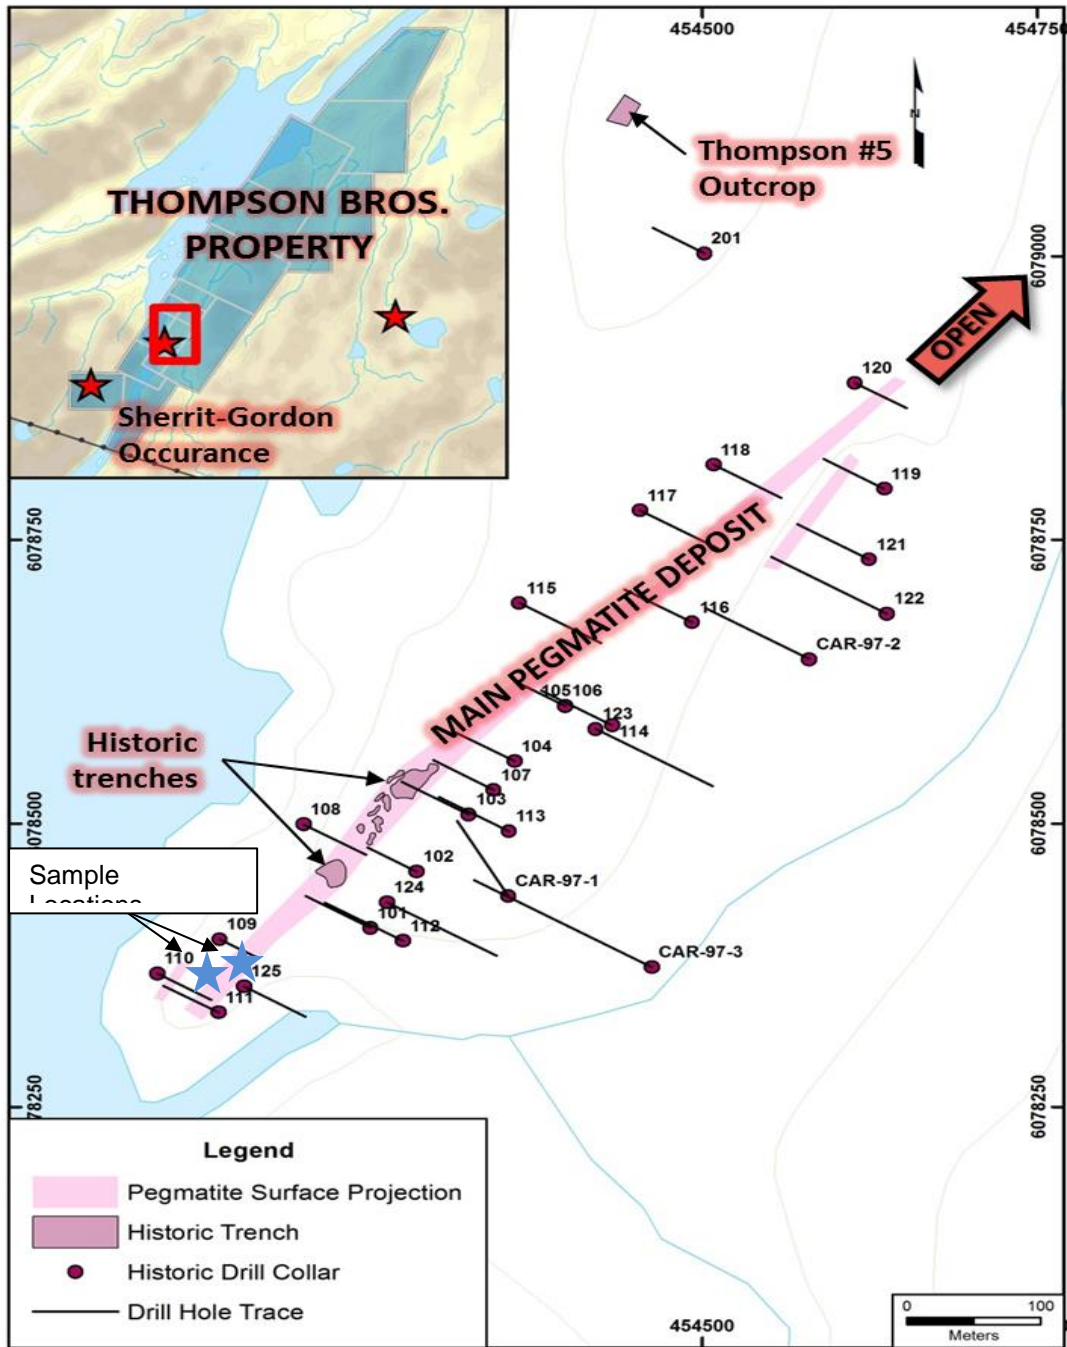 454500
454750
THOMPSON BROS.
PROPERTY
Sherrit-Gordon
Occurance
N
Thompson #5
Outcrop
201
6079000
OPEN
120
118
119
117
6078750
6078750
121
115
122
116
CAR-97-2
MAIN PEGMATITE DEPOSIT
105106
123
114
Historic
trenches
104
107
103
108
113
6078500
6078500
102
CAR-97-1
Sample
Locations
124
101
112
109
CAR-97-3
110
125
111
6078250
78250
Legend
Pegmatite Surface Projection
Historic Trench
Historic Drill Collar
Drill Hole Trace
454500
0 100
Meters